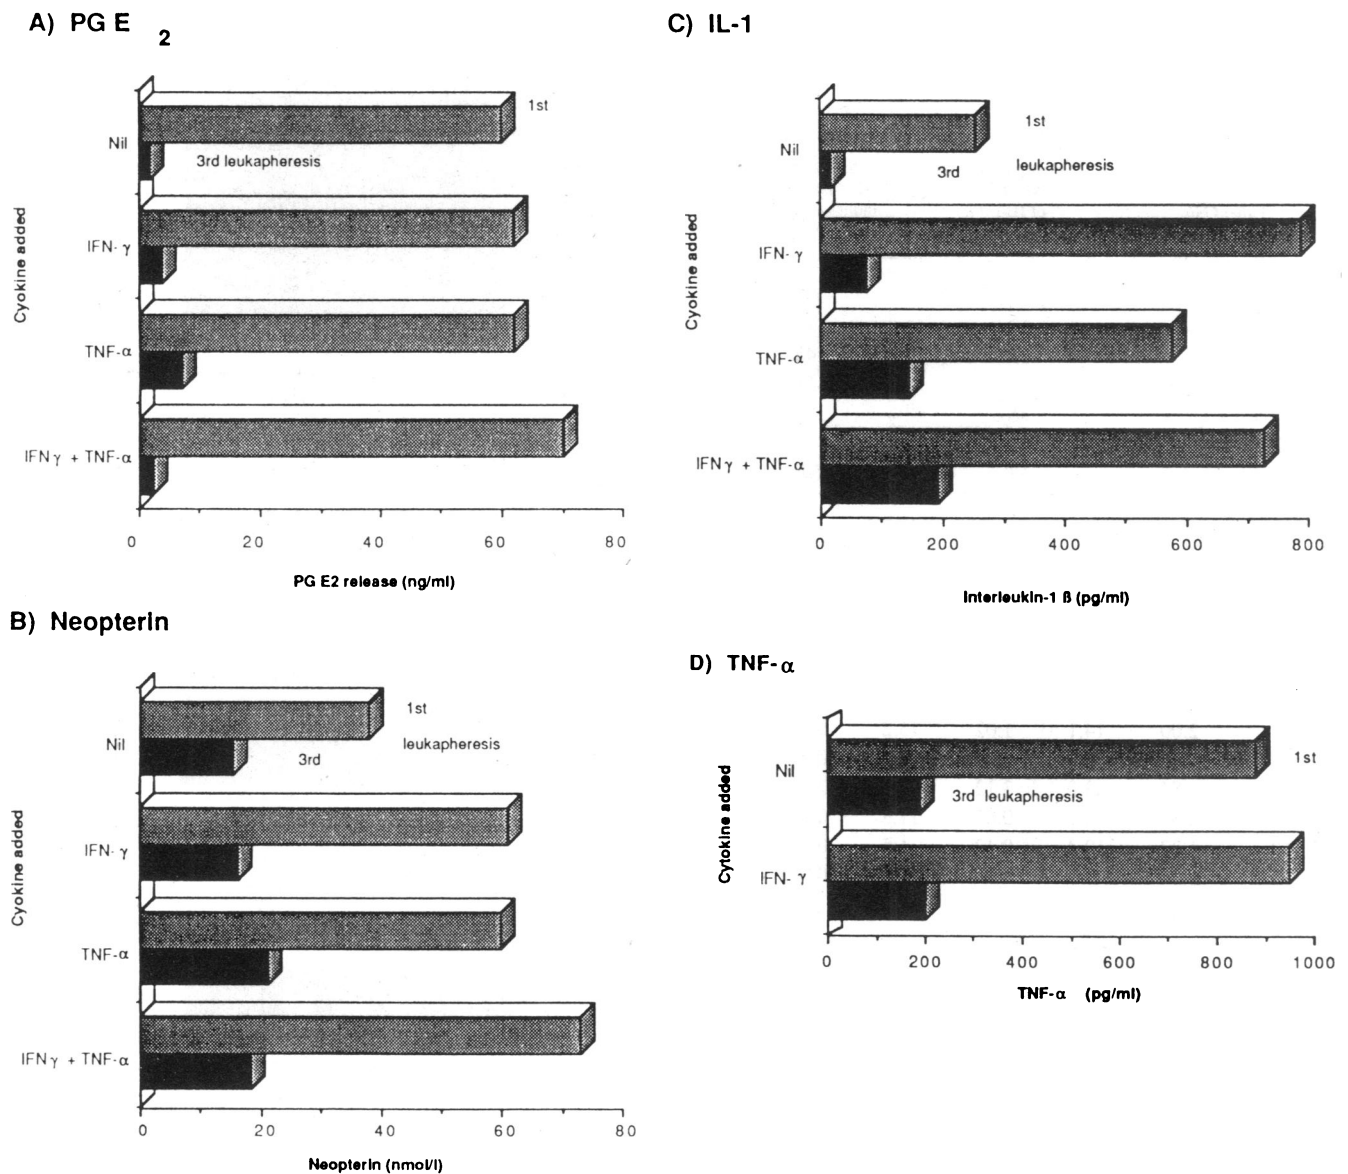 A) PG E 2
1st
Nil
3rd leukapheresis
IFN- γ
Cyokine added
TNF-α
IFN γ + TNF-α
0 20 40 60 80
PG E2 release (ng/ml)
B) Neopterin
1st
leukapheresis
Nil
3rd
IFN- γ
Cyokine added
TNF-α
IFN γ + TNF-α
0 20 40 60 80
Neopterin (nmol/l)
C) IL-1
1st
Nil
leukapheresis
3rd
IFN- γ
Cyokine added
TNF-α
IFN γ + TNF-α
0 200 400 600 800
Interleukin-1 ß (pg/ml)
D) TNF- α
1st
Nil
3rd leukapheresis
Cytokine added
IFN- γ
0 200 400 600 800 1000
TNF-α (pg/ml)